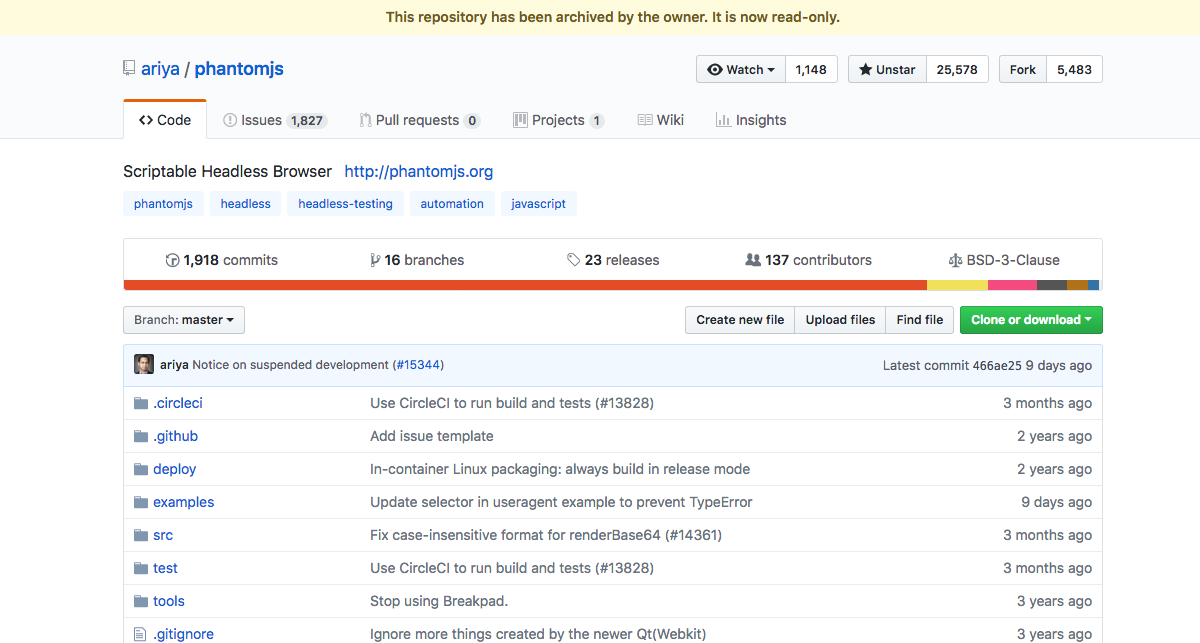 This repository has been archived by the owner. It is now read-only.
ariya / phantomjs
Watch 1,148 Unstar 25,578 Fork 5,483
Code Issues 1,827 Pull requests 0 Projects 1 Wiki Insights
Scriptable Headless Browser http://phantomjs.org
phantomjs headless headless-testing automation javascript
1,918 commits 16 branches 23 releases 137 contributors BSD-3-Clause
Branch: master Create new file Upload files Find file Clone or download
ariya Notice on suspended development (#15344) Latest commit 466ae25 9 days ago
.circleci Use CircleCI to run build and tests (#13828) 3 months ago
.github Add issue template 2 years ago
deploy In-container Linux packaging: always build in release mode 2 years ago
examples Update selector in useragent example to prevent TypeError 9 days ago
src Fix case-insensitive format for renderBase64 (#14361) 3 months ago
test Use CircleCI to run build and tests (#13828) 3 months ago
tools Stop using Breakpad. 3 years ago
.gitignore Ignore more things created by the newer Qt(Webkit) 3 years ago